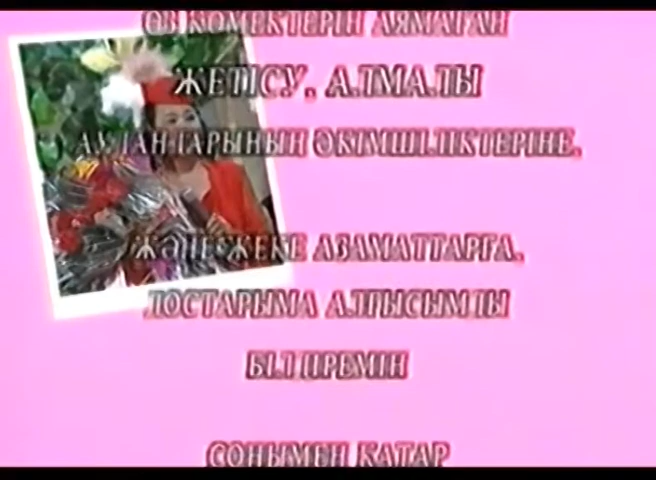 ӨЗ КӨМЕКТЕРІН АЯМАҒАН
ЖЕТІСУ, АЛМАЛЫ
АУДАНДАРЫНЫҢ ӘКІМШІЛІКТЕРІНЕ,
ЖӘНЕ ЖЕКЕ АЗАМАТТАРҒА,
ДОСТАРЫМА АЛҒЫСЫМДЫ
БІЛДІРЕМІН
СОНЫМЕН ҚАТАР